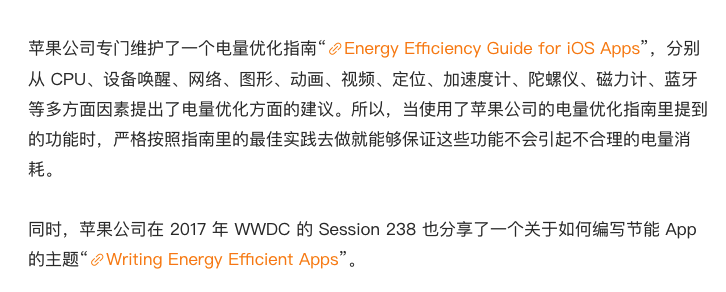 苹果公司专门维护了一个电量优化指南“Energy Efficiency Guide for iOS Apps”，分别
从 CPU、设备唤醒、网络、图形、动画、视频、定位、加速度计、陀螺仪、磁力计、蓝牙
等多方面因素提出了电量优化方面的建议。所以，当使用了苹果公司的电量优化指南里提到
的功能时，严格按照指南里的最佳实践去做就能够保证这些功能不会引起不合理的电量消
耗。
同时，苹果公司在 2017 年 WWDC 的 Session 238 也分享了一个关于如何编写节能 App
的主题“Writing Energy Efficient Apps”。